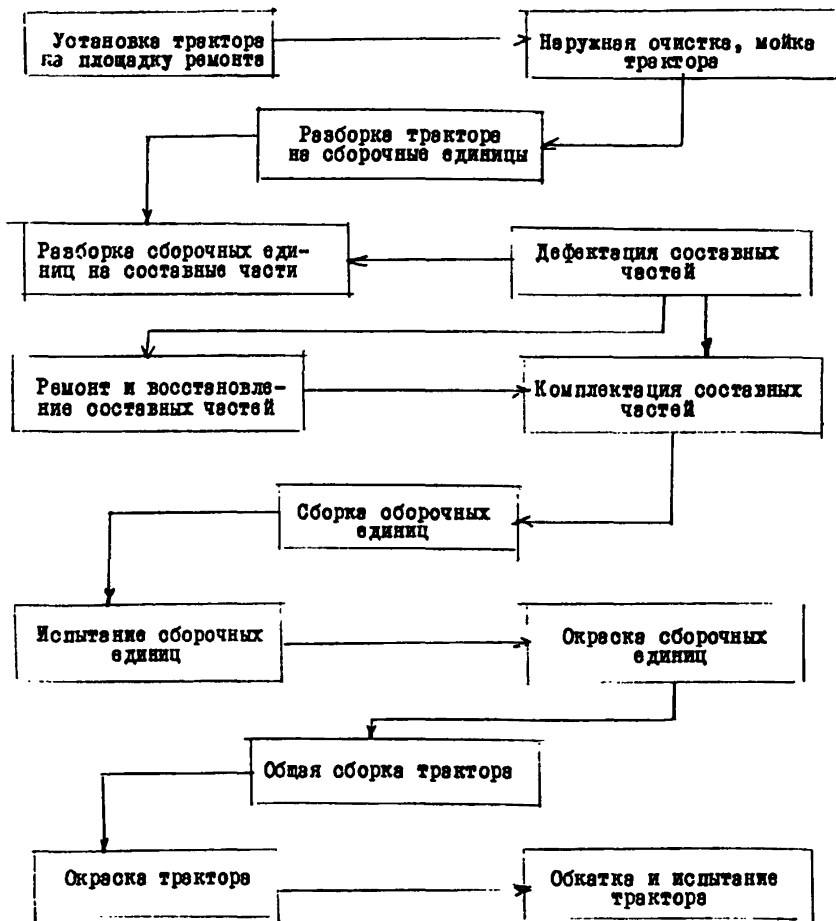 Установка трактора
на площадку ремонта
Наружная очистка, мойка
трактора
Разборка трактора
на сборочные единицы
Разборка сборочных еди-
ниц на составные части
Дефектация составных
частей
Ремонт и восстановле-
ние составных частей
Комплектация составных
частей
Сборка сборочных
единиц
Испытание сборочных
единиц
Окраска сборочных
единиц
Общая сборка трактора
Окраска трактора
Обкатка и испытание
трактора